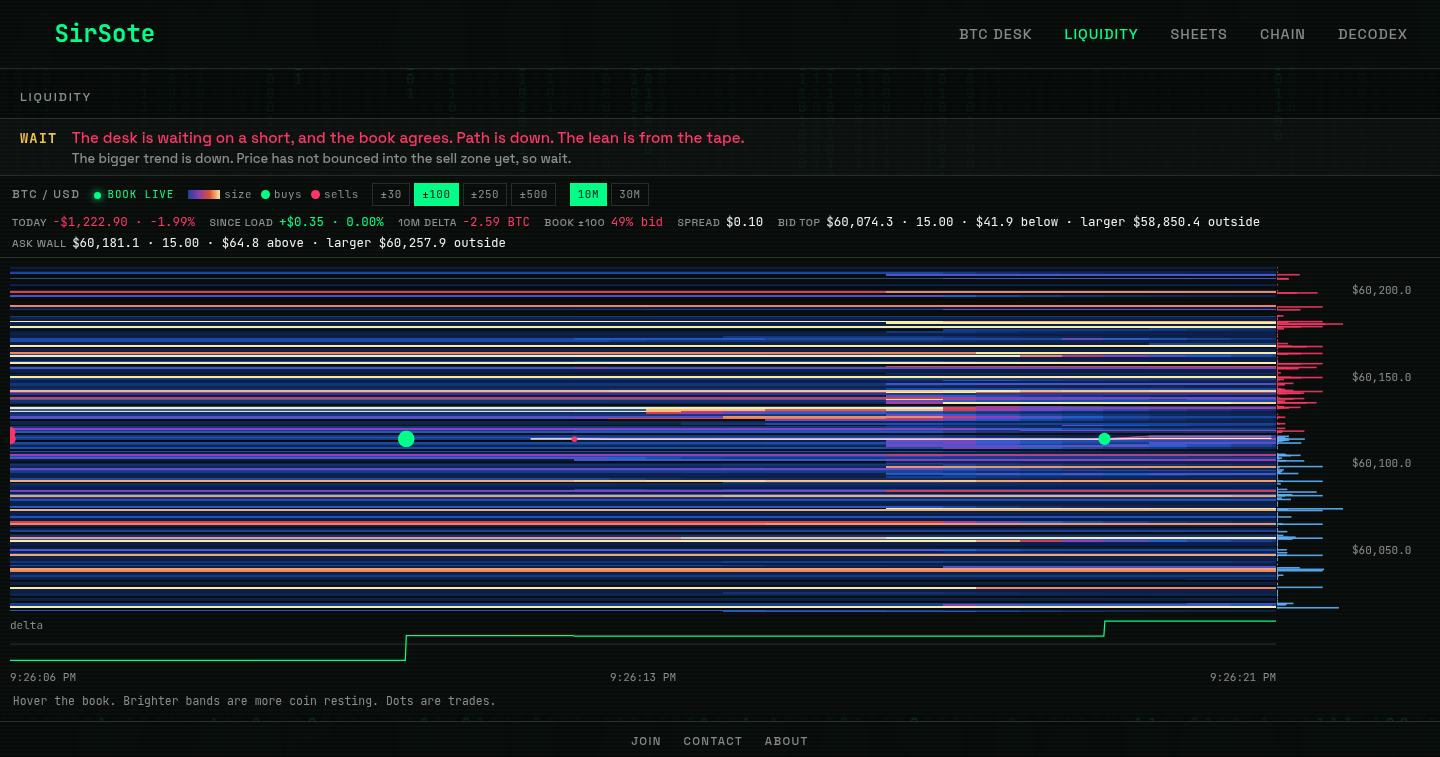 SirSote
BTC DESK LIQUIDITY SHEETS CHAIN DECODEX
LIQUIDITY
WAIT The desk is waiting on a short, and the book agrees. Path is down. The lean is from the tape.
The bigger trend is down. Price has not bounced into the sell zone yet, so wait.
BTC / USD BOOK LIVE size buys sells ±30 ±100 ±250 ±500 10M 30M
TODAY -$1,222.90 · -1.99% SINCE LOAD +$0.35 · 0.00% 10M DELTA -2.59 BTC BOOK ±100 49% bid SPREAD $0.10 BID TOP $60,074.3 · 15.00 · $41.9 below · larger $58,850.4 outside
ASK WALL $60,181.1 · 15.00 · $64.8 above · larger $60,257.9 outside
$60,200.0
$60,150.0
$60,100.0
$60,050.0
delta
9:26:06 PM 9:26:13 PM 9:26:21 PM
Hover the book. Brighter bands are more coin resting. Dots are trades.
JOIN CONTACT ABOUT